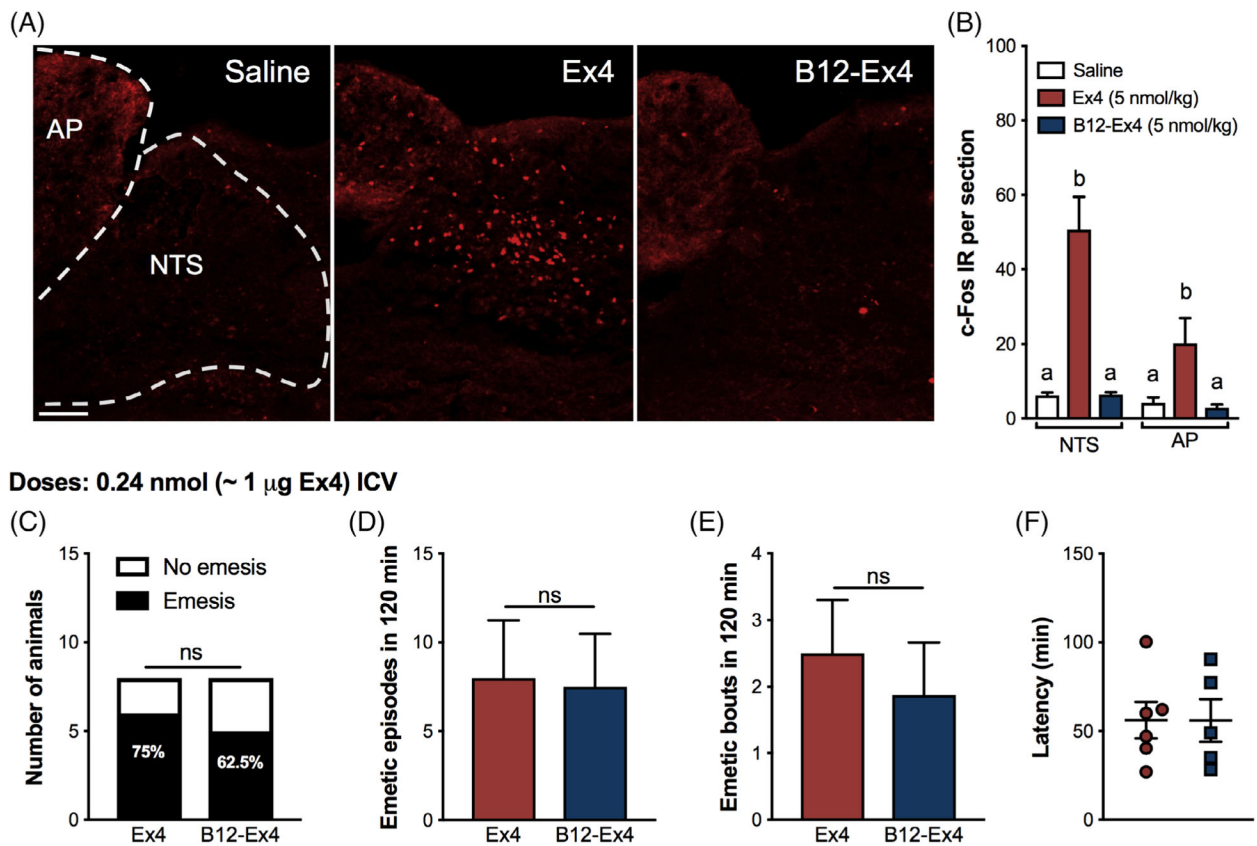 (A)
Saline
Ex4
B12-Ex4
AP
NTS
(B)
c-Fos IR per section
100
80
60
40
20
0
Saline
Ex4 (5 nmol/kg)
B12-Ex4 (5 nmol/kg)
a
b
a
a
b
a
NTS
AP
Doses: 0.24 nmol (~ 1 μg Ex4) ICV
(C)
Number of animals
15
10
5
0
No emesis
Emesis
ns
75%
62.5%
Ex4
B12-Ex4
(D)
Emetic episodes in 120 min
15
10
5
0
ns
Ex4
B12-Ex4
(E)
Emetic bouts in 120 min
4
3
2
1
0
ns
Ex4
B12-Ex4
(F)
Latency (min)
150
100
50
0